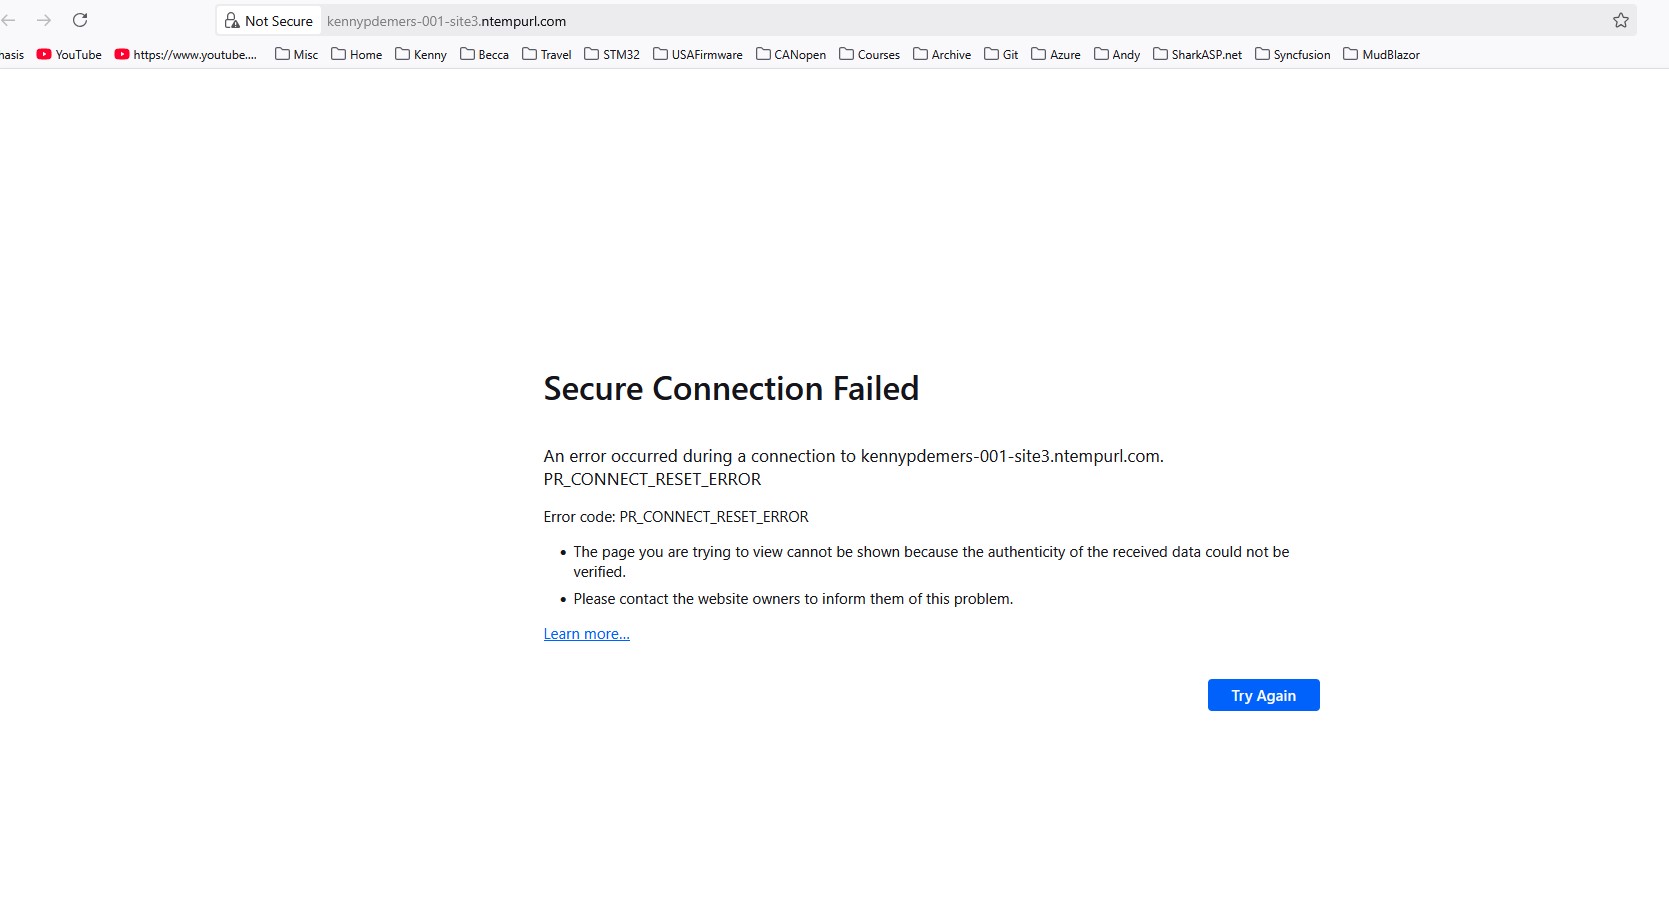 Not Secure kennypdemers-001-site3.ntempurl.com
hasis YouTube https://www.youtube.... Misc Home Kenny Becca Travel STM32 USAFirmware CANopen Courses Archive Git Azure Andy SharkASP.net Syncfusion MudBlazor
Secure Connection Failed
An error occurred during a connection to kennypdemers-001-site3.ntempurl.com.
PR_CONNECT_RESET_ERROR
Error code: PR_CONNECT_RESET_ERROR
• The page you are trying to view cannot be shown because the authenticity of the received data could not be
verified.
• Please contact the website owners to inform them of this problem.
Learn more...
Try Again